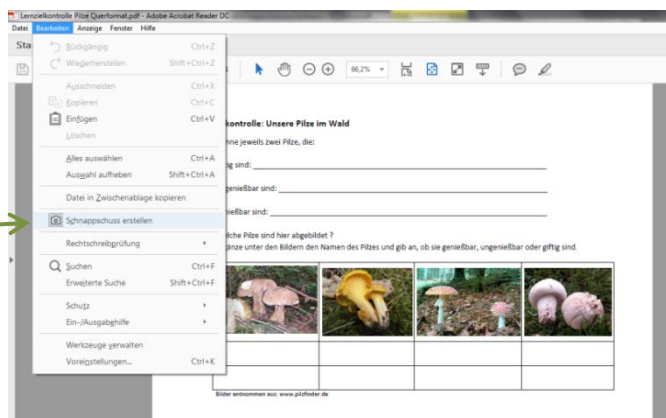 Lernzielkontrolle Pilze Querformat.pdf - Adobe Acrobat Reader DC
Datei Bearbeiten Anzeige Fenster Hilfe
Sta
Rückgängig Ctrl+Z
Wiederherstellen Shift+Ctrl+Z
66,2%
Ausschneiden Ctrl+X
Kopieren Ctrl+C
Einfügen Ctrl+V
Löschen
Alles auswählen Ctrl+A
Auswahl aufheben Shift+Ctrl+A
Datei in Zwischenablage kopieren
Schnappschuss erstellen
Rechtschreibprüfung
Suchen Ctrl+F
Erweiterte Suche Shift+Ctrl+F
Schutz
Ein-/Ausgabehilfe
Werkzeuge verwalten
Voreinstellungen... Ctrl+K
kontrolle: Unsere Pilze im Wald
nne jeweils zwei Pilze, die:
ig sind:
genießbar sind:
nießbar sind:
lche Pilze sind hier abgebildet ?
gänze unter den Bildern den Namen des Pilzes und gib an, ob sie genießbar, ungenießbar oder giftig sind.
Bilder entnommen aus: www.pilzfinder.de